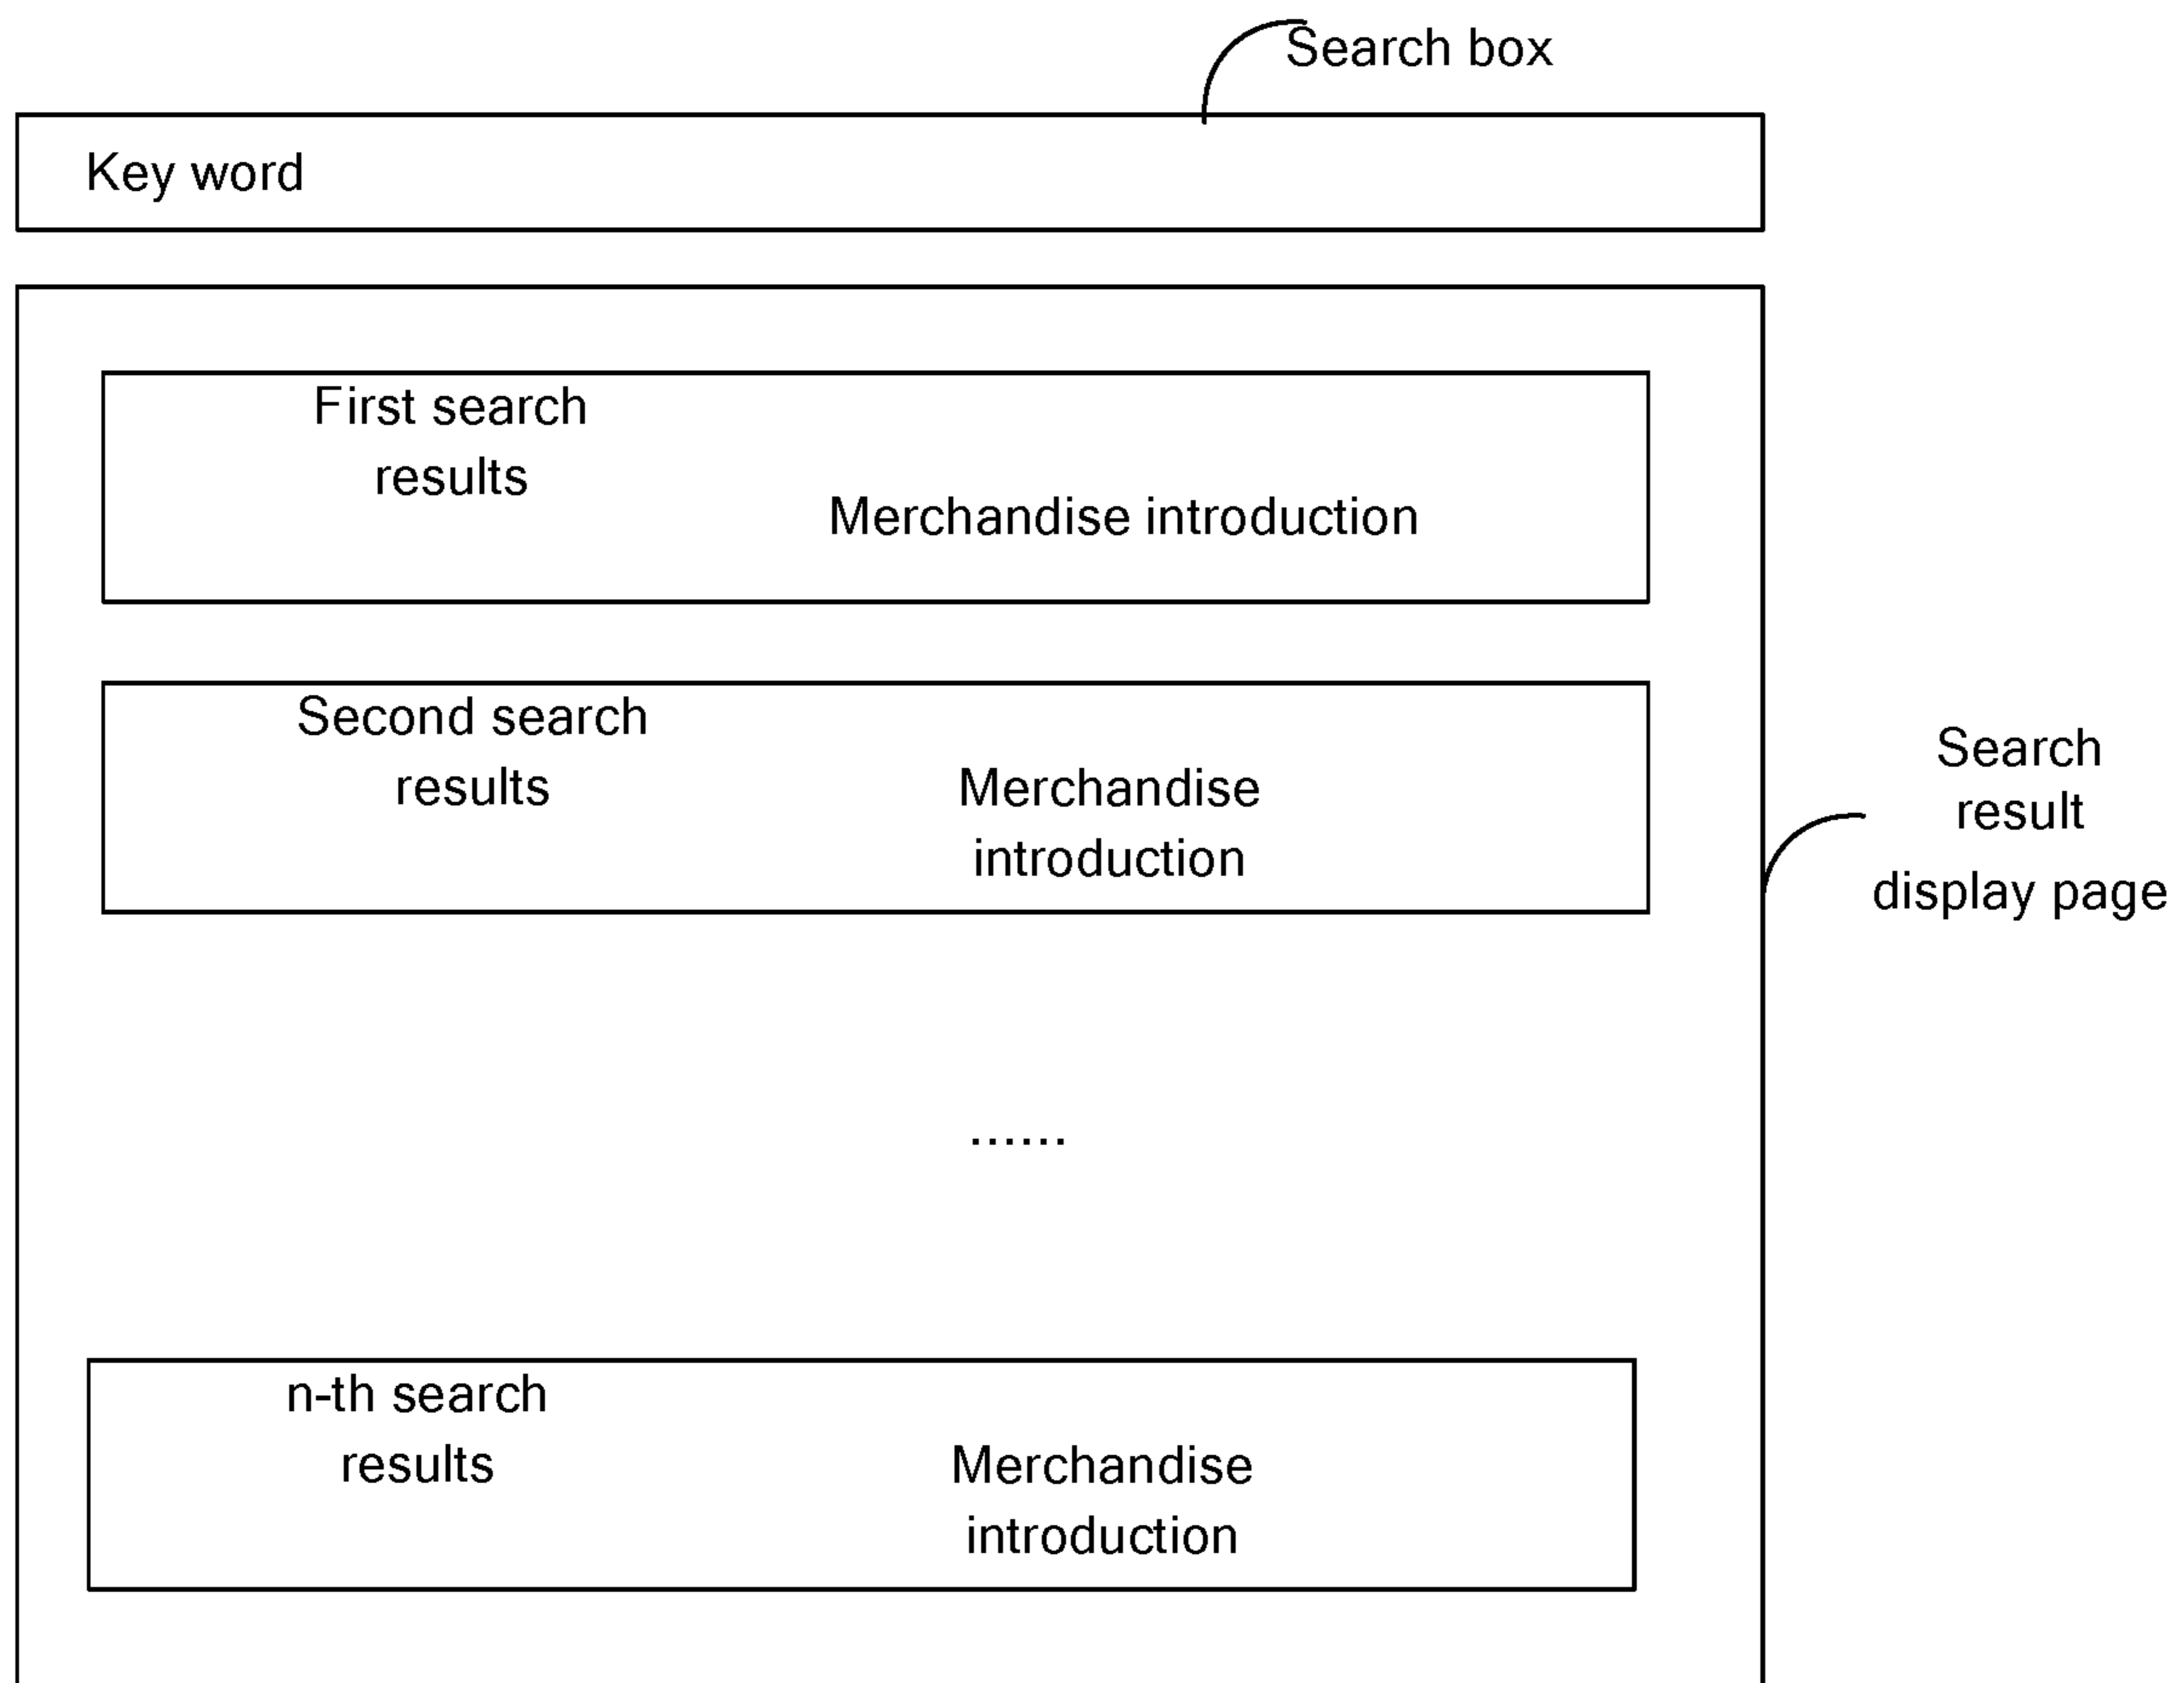 Search box
Key word
First search
results
Merchandise introduction
Second search
results
Merchandise
introduction
Search
result
display page
......
n-th search
results
Merchandise
introduction